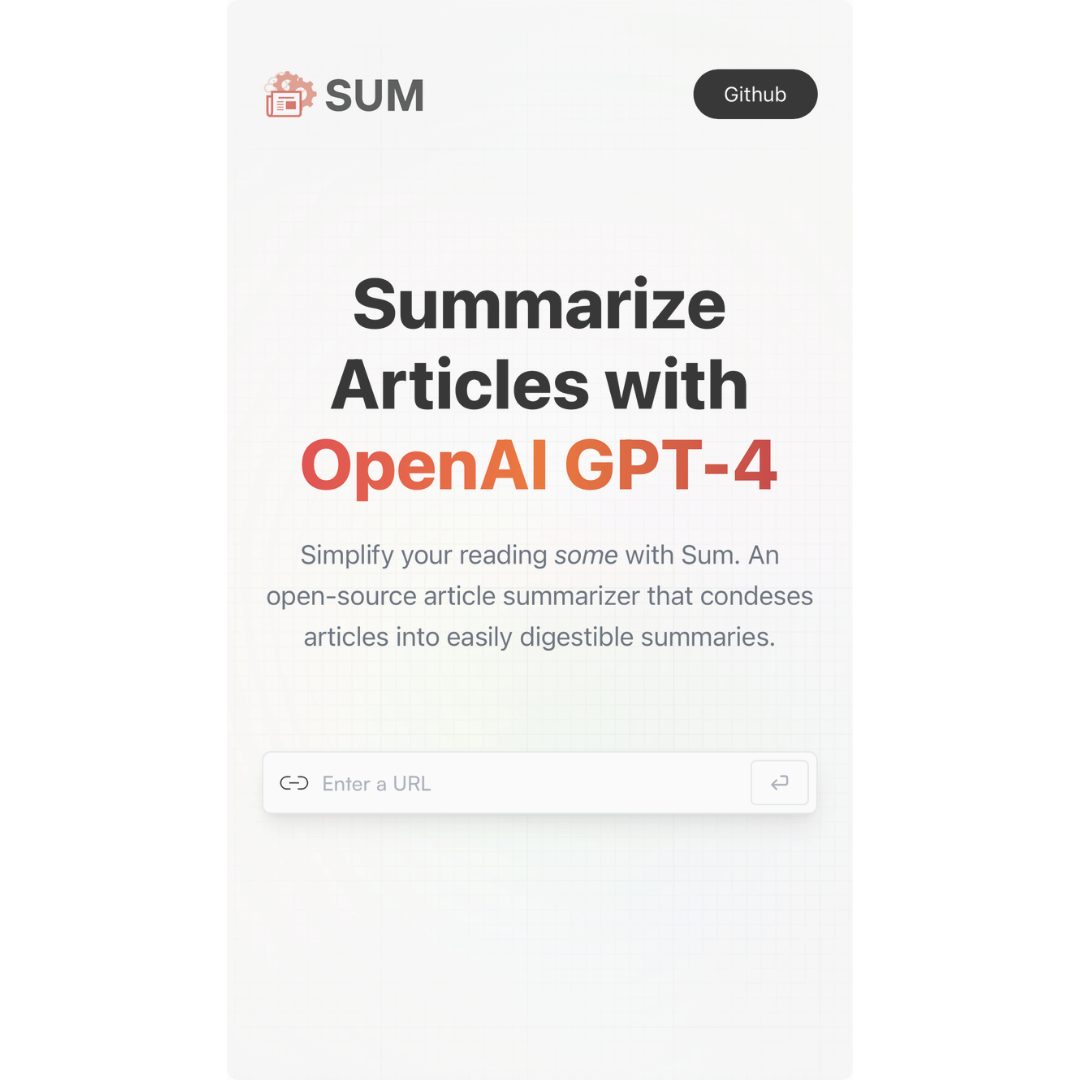 SUM
Github
Summarize
Articles with
OpenAI GPT-4
Simplify your reading some with Sum. An
open-source article summarizer that condeses
articles into easily digestible summaries.
Enter a URL